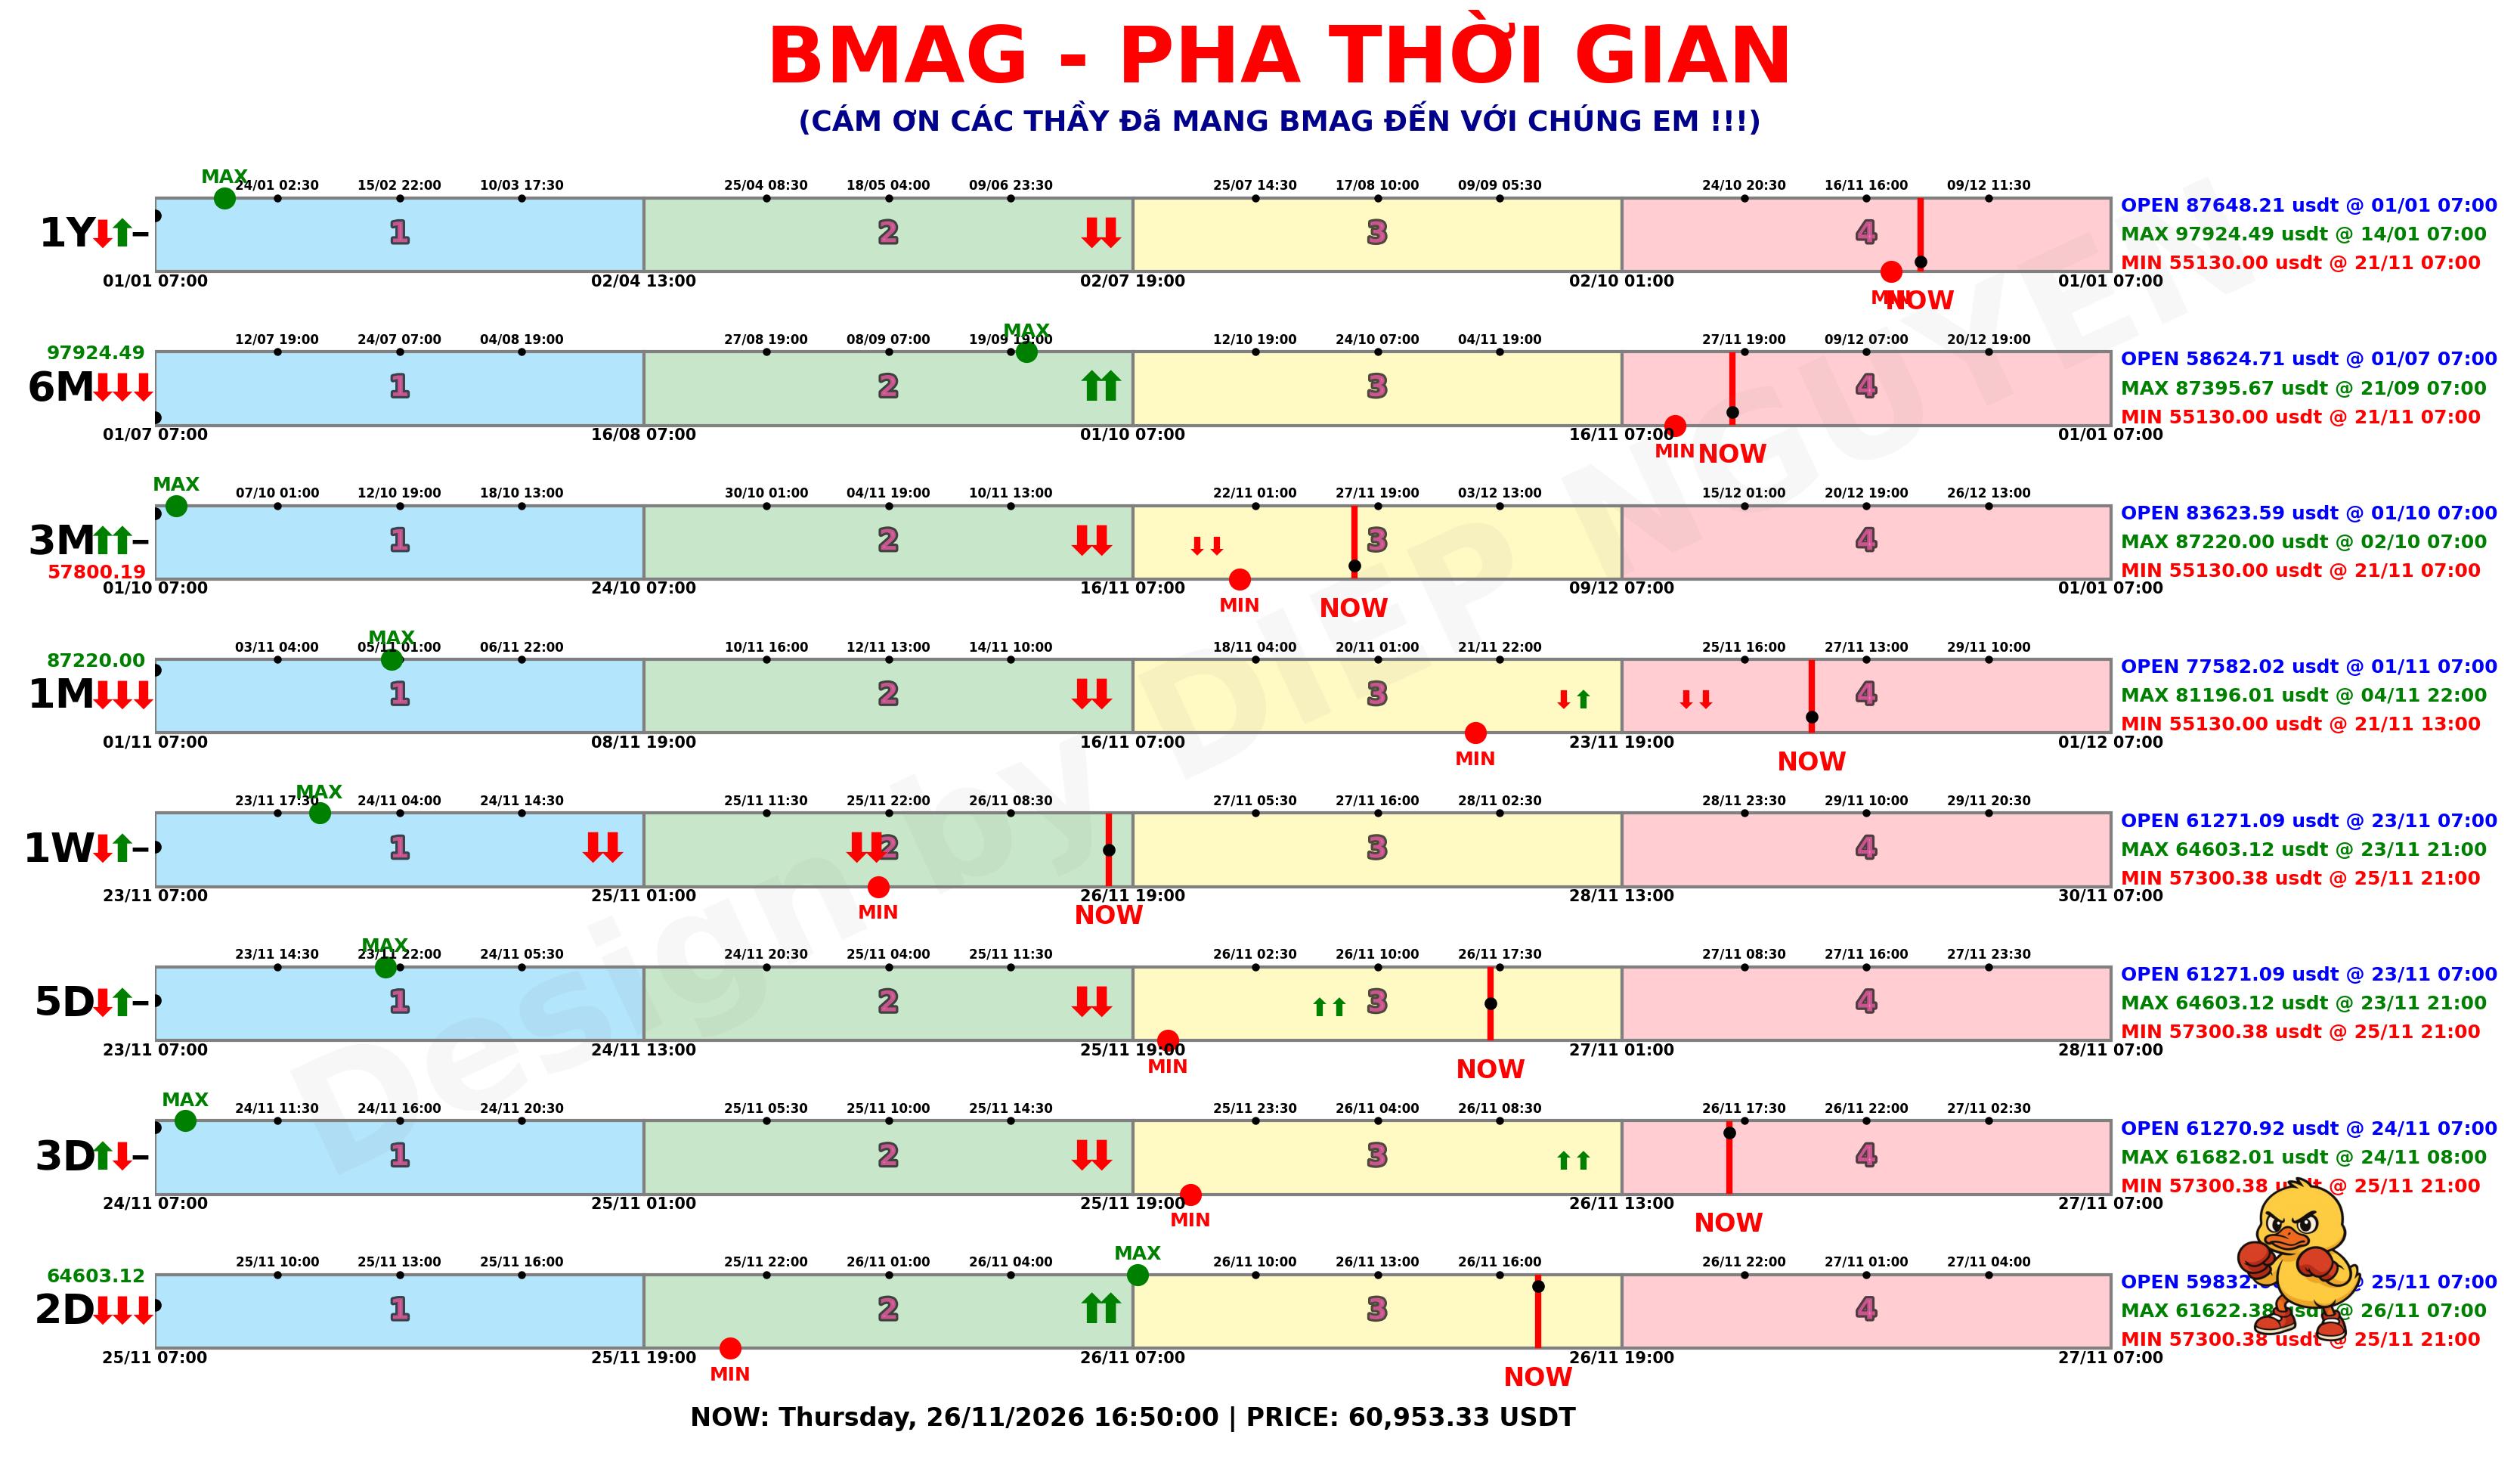 BMAG - PHA THỜI GIAN
(CÁM ƠN CÁC THẦY Đã MANG BMAG ĐẾN VỚI CHÚNG EM !!!)
MAX
24/01 02:30 15/02 22:00 10/03 17:30 25/04 08:30 18/05 04:00 09/06 23:30 25/07 14:30 17/08 10:00 09/09 05:30 24/10 20:30 16/11 16:00 09/12 11:30
OPEN 87648.21 usdt @ 01/01 07:00
1Y 1 2 3 4
MAX 97924.49 usdt @ 14/01 07:00
MIN 55130.00 usdt @ 21/11 07:00
01/01 07:00 02/04 13:00 02/07 19:00 02/10 01:00 01/01 07:00
MIN NOW
MAX
12/07 19:00 24/07 07:00 04/08 19:00 27/08 19:00 08/09 07:00 19/09 19:00 12/10 19:00 24/10 07:00 04/11 19:00 27/11 19:00 09/12 07:00 20/12 19:00
97924.49
OPEN 58624.71 usdt @ 01/07 07:00
6M 1 2 3 4
MAX 87395.67 usdt @ 21/09 07:00
MIN 55130.00 usdt @ 21/11 07:00
01/07 07:00 16/08 07:00 01/10 07:00 16/11 07:00 01/01 07:00
MIN NOW
MAX
07/10 01:00 12/10 19:00 18/10 13:00 30/10 01:00 04/11 19:00 10/11 13:00 22/11 01:00 27/11 19:00 03/12 13:00 15/12 01:00 20/12 19:00 26/12 13:00
OPEN 83623.59 usdt @ 01/10 07:00
3M 1 2 3 4
MAX 87220.00 usdt @ 02/10 07:00
57800.19
MIN 55130.00 usdt @ 21/11 07:00
01/10 07:00 24/10 07:00 16/11 07:00 09/12 07:00 01/01 07:00
MIN NOW
MAX
03/11 04:00 05/11 01:00 06/11 22:00 10/11 16:00 12/11 13:00 14/11 10:00 18/11 04:00 20/11 01:00 21/11 22:00 25/11 16:00 27/11 13:00 29/11 10:00
87220.00
OPEN 77582.02 usdt @ 01/11 07:00
1M 1 2 3 4
MAX 81196.01 usdt @ 04/11 22:00
MIN 55130.00 usdt @ 21/11 13:00
01/11 07:00 08/11 19:00 16/11 07:00 23/11 19:00 01/12 07:00
MIN NOW
MAX
23/11 17:30 24/11 04:00 24/11 14:30 25/11 11:30 25/11 22:00 26/11 08:30 27/11 05:30 27/11 16:00 28/11 02:30 28/11 23:30 29/11 10:00 29/11 20:30
OPEN 61271.09 usdt @ 23/11 07:00
1W 1 2 3 4
MAX 64603.12 usdt @ 23/11 21:00
MIN 57300.38 usdt @ 25/11 21:00
23/11 07:00 25/11 01:00 26/11 19:00 28/11 13:00 30/11 07:00
MIN NOW
MAX
23/11 14:30 23/11 22:00 24/11 05:30 24/11 20:30 25/11 04:00 25/11 11:30 26/11 02:30 26/11 10:00 26/11 17:30 27/11 08:30 27/11 16:00 27/11 23:30
OPEN 61271.09 usdt @ 23/11 07:00
5D 1 2 3 4
MAX 64603.12 usdt @ 23/11 21:00
MIN 57300.38 usdt @ 25/11 21:00
23/11 07:00 24/11 13:00 25/11 19:00 27/11 01:00 28/11 07:00
MIN NOW
MAX
24/11 11:30 24/11 16:00 24/11 20:30 25/11 05:30 25/11 10:00 25/11 14:30 25/11 23:30 26/11 04:00 26/11 08:30 26/11 17:30 26/11 22:00 27/11 02:30
OPEN 61270.92 usdt @ 24/11 07:00
3D 1 2 3 4
MAX 61682.01 usdt @ 24/11 08:00
MIN 57300.38 usdt @ 25/11 21:00
24/11 07:00 25/11 01:00 25/11 19:00 26/11 13:00 27/11 07:00
MIN NOW
MAX
25/11 10:00 25/11 13:00 25/11 16:00 25/11 22:00 26/11 01:00 26/11 04:00 26/11 10:00 26/11 13:00 26/11 16:00 26/11 22:00 27/11 01:00 27/11 04:00
64603.12
OPEN @ 25/11 07:00
2D 1 2 3 4
MAX 61622.38 usdt @ 26/11 07:00
MIN 57300.38 usdt @ 25/11 21:00
25/11 07:00 25/11 19:00 26/11 07:00 26/11 19:00 27/11 07:00
MIN NOW
NOW: Thursday, 26/11/2026 16:50:00 | PRICE: 60,953.33 USDT
Design by DIEP NGUYEN